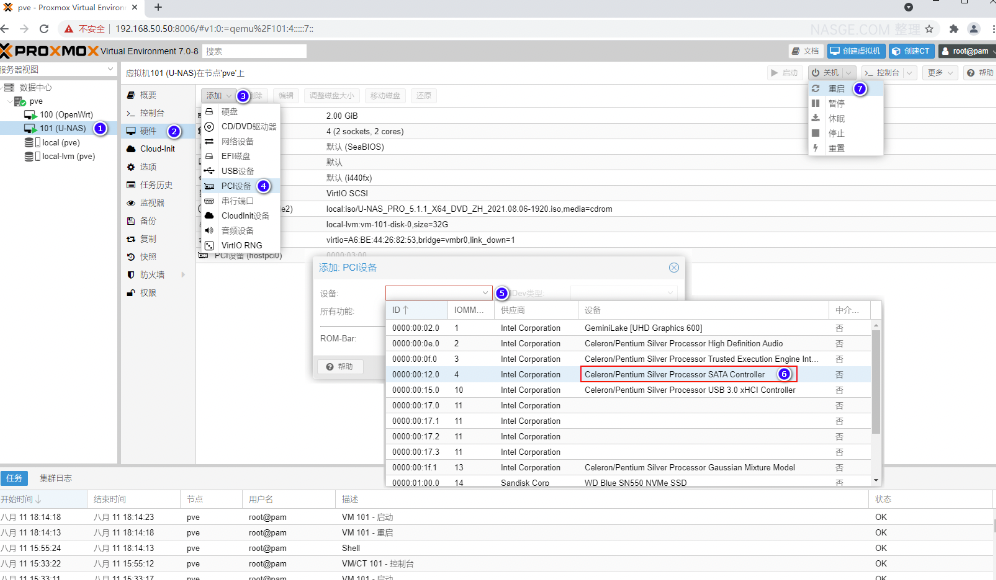 pve - Proxmox Virtual Environ
不安全 | 192.168.50.50:8006/#v1:0:=qemu%2F101:4:::::7::
NASGE.COM 整理
PROXMOX Virtual Environment 7.0-8 搜索 文档 创建虚拟机 创建CT root@pam
服务器视图
数据中心
pve
100 (OpenWrt)
101 (U-NAS) 1
local (pve)
local-lvm (pve)
虚拟机101 (U-NAS)在节点'pve'上 启动 关机 控制台 更多 帮助
重启 7
暂停
休眠
停止
重置
概要
控制台
硬件 2
Cloud-Init
选项
任务历史
监视器
备份
复制
快照
防火墙
权限
添加 3 删除 编辑 调整磁盘大小 移动磁盘 还原
硬盘
CD/DVD驱动器
网络设备
EFI磁盘
USB设备
PCI设备 4
串行端口
CloudInit设备
音频设备
VirtIO RNG
PCI设备 (hostpci0)
2.00 GiB
4 (2 sockets, 2 cores)
默认 (SeaBIOS)
默认
默认 (i440fx)
VirtIO SCSI
local:iso/U-NAS_PRO_5.1.1_X64_DVD_ZH_2021.08.06-1920.iso,media=cdrom
local-lvm:vm-101-disk-0,size=32G
virtio=A6:BE:44:26:82:53,bridge=vmbr0,link_down=1
添加: PCI设备
设备: 5
所有功能:
ROM-Bar:
帮助
ID ↑ IOMM... 供应商 设备 中介...
0000:00:02.0 1 Intel Corporation GeminiLake [UHD Graphics 600] 否
0000:00:0e.0 2 Intel Corporation Celeron/Pentium Silver Processor High Definition Audio 否
0000:00:0f.0 3 Intel Corporation Celeron/Pentium Silver Processor Trusted Execution Engine Int... 否
0000:00:12.0 4 Intel Corporation Celeron/Pentium Silver Processor SATA Controller 6 否
0000:00:15.0 10 Intel Corporation Celeron/Pentium Silver Processor USB 3.0 xHCI Controller 否
0000:00:17.0 11 Intel Corporation 否
0000:00:17.1 11 Intel Corporation 否
0000:00:17.2 11 Intel Corporation 否
0000:00:17.3 11 Intel Corporation 否
0000:00:1f.1 13 Intel Corporation Celeron/Pentium Silver Processor Gaussian Mixture Model 否
0000:01:00.0 14 Sandisk Corp WD Blue SN550 NVMe SSD 否
任务 集群日志
开始时间 ↓ 结束时间 节点 用户名 描述 状态
八月 11 18:14:18 八月 11 18:14:23 pve root@pam VM 101 - 启动 OK
八月 11 18:14:13 八月 11 18:14:18 pve root@pam VM 101 - 重启 OK
八月 11 15:55:24 八月 11 18:14:13 pve root@pam Shell OK
八月 11 15:33:22 八月 11 15:55:12 pve root@pam VM/CT 101 - 控制台 OK
八月 11 15:33:11 八月 11 15:33:17 pve root@pam VM 101 - 启动 OK